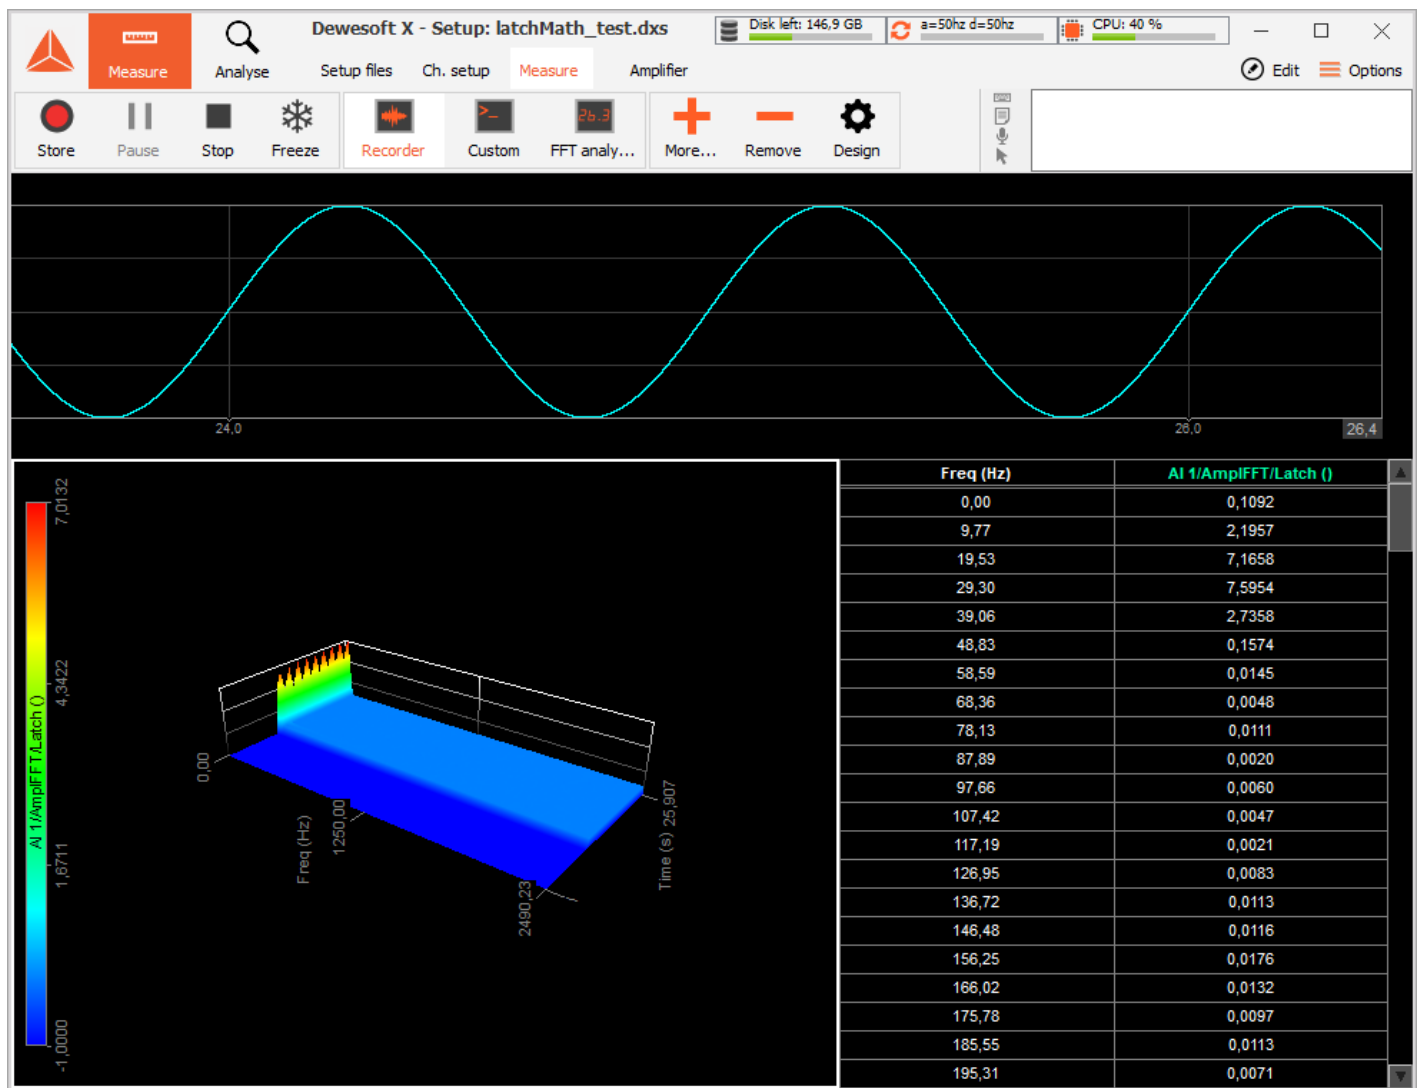 Dewesoft X - Setup: latchMath_test.dxs
Disk left: 146,9 GB
a=50hz d=50hz
CPU: 40 %
Measure
Analyse
Setup files
Ch. setup
Measure
Amplifier
Edit
Options
Store
Pause
Stop
Freeze
Recorder
Custom
FFT analy...
More...
Remove
Design
26.3
24,0
26,0
26,4
7,0132
4,3422
1,6711
-1,0000
AI 1/AmplFFT/Latch ()
0,00
1250,00
2490,23
Freq (Hz)
Time (s)
25,907
Freq (Hz) AI 1/AmplFFT/Latch ()
0,00 0,1092
9,77 2,1957
19,53 7,1658
29,30 7,5954
39,06 2,7358
48,83 0,1574
58,59 0,0145
68,36 0,0048
78,13 0,0111
87,89 0,0020
97,66 0,0060
107,42 0,0047
117,19 0,0021
126,95 0,0083
136,72 0,0113
146,48 0,0116
156,25 0,0176
166,02 0,0132
175,78 0,0097
185,55 0,0113
195,31 0,0071